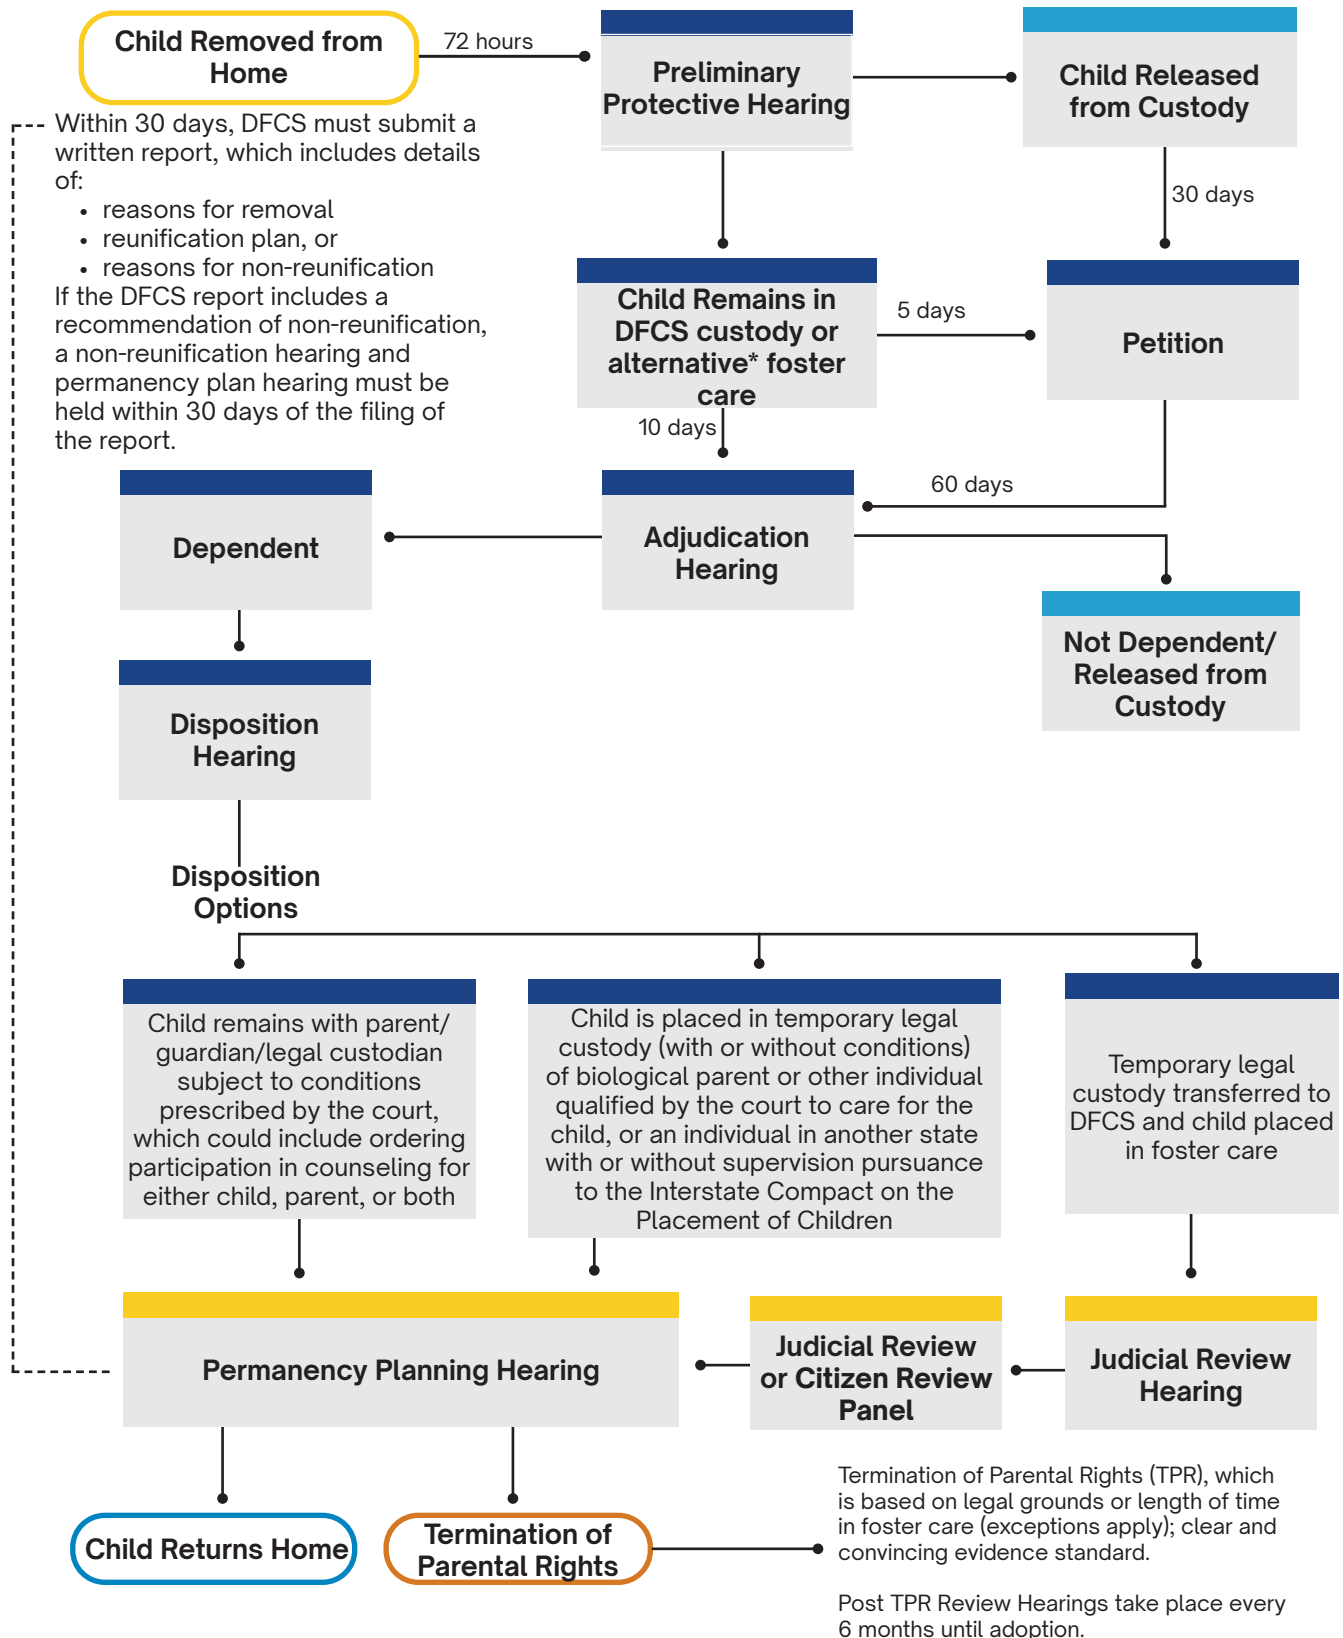 Child Removed from
Home
72 hours
Preliminary
Protective Hearing
Child Released
from Custody
Within 30 days, DFCS must submit a
written report, which includes details
of:
• reasons for removal
• reunification plan, or
• reasons for non-reunification
If the DFCS report includes a
recommendation of non-reunification,
a non-reunification hearing and
permanency plan hearing must be
held within 30 days of the filing of
the report.
30 days
Child Remains in
DFCS custody or
alternative* foster
care
5 days
Petition
10 days
60 days
Dependent
Adjudication
Hearing
Not Dependent/
Released from
Custody
Disposition
Hearing
Disposition
Options
Child remains with parent/
guardian/legal custodian
subject to conditions
prescribed by the court,
which could include ordering
participation in counseling for
either child, parent, or both
Child is placed in temporary legal
custody (with or without conditions)
of biological parent or other individual
qualified by the court to care for the
child, or an individual in another state
with or without supervision pursuance
to the Interstate Compact on the
Placement of Children
Temporary legal
custody transferred to
DFCS and child placed
in foster care
Permanency Planning Hearing
Judicial Review
or Citizen Review
Panel
Judicial Review
Hearing
Child Returns Home
Termination of
Parental Rights
Termination of Parental Rights (TPR), which
is based on legal grounds or length of time
in foster care (exceptions apply); clear and
convincing evidence standard.
Post TPR Review Hearings take place every
6 months until adoption.